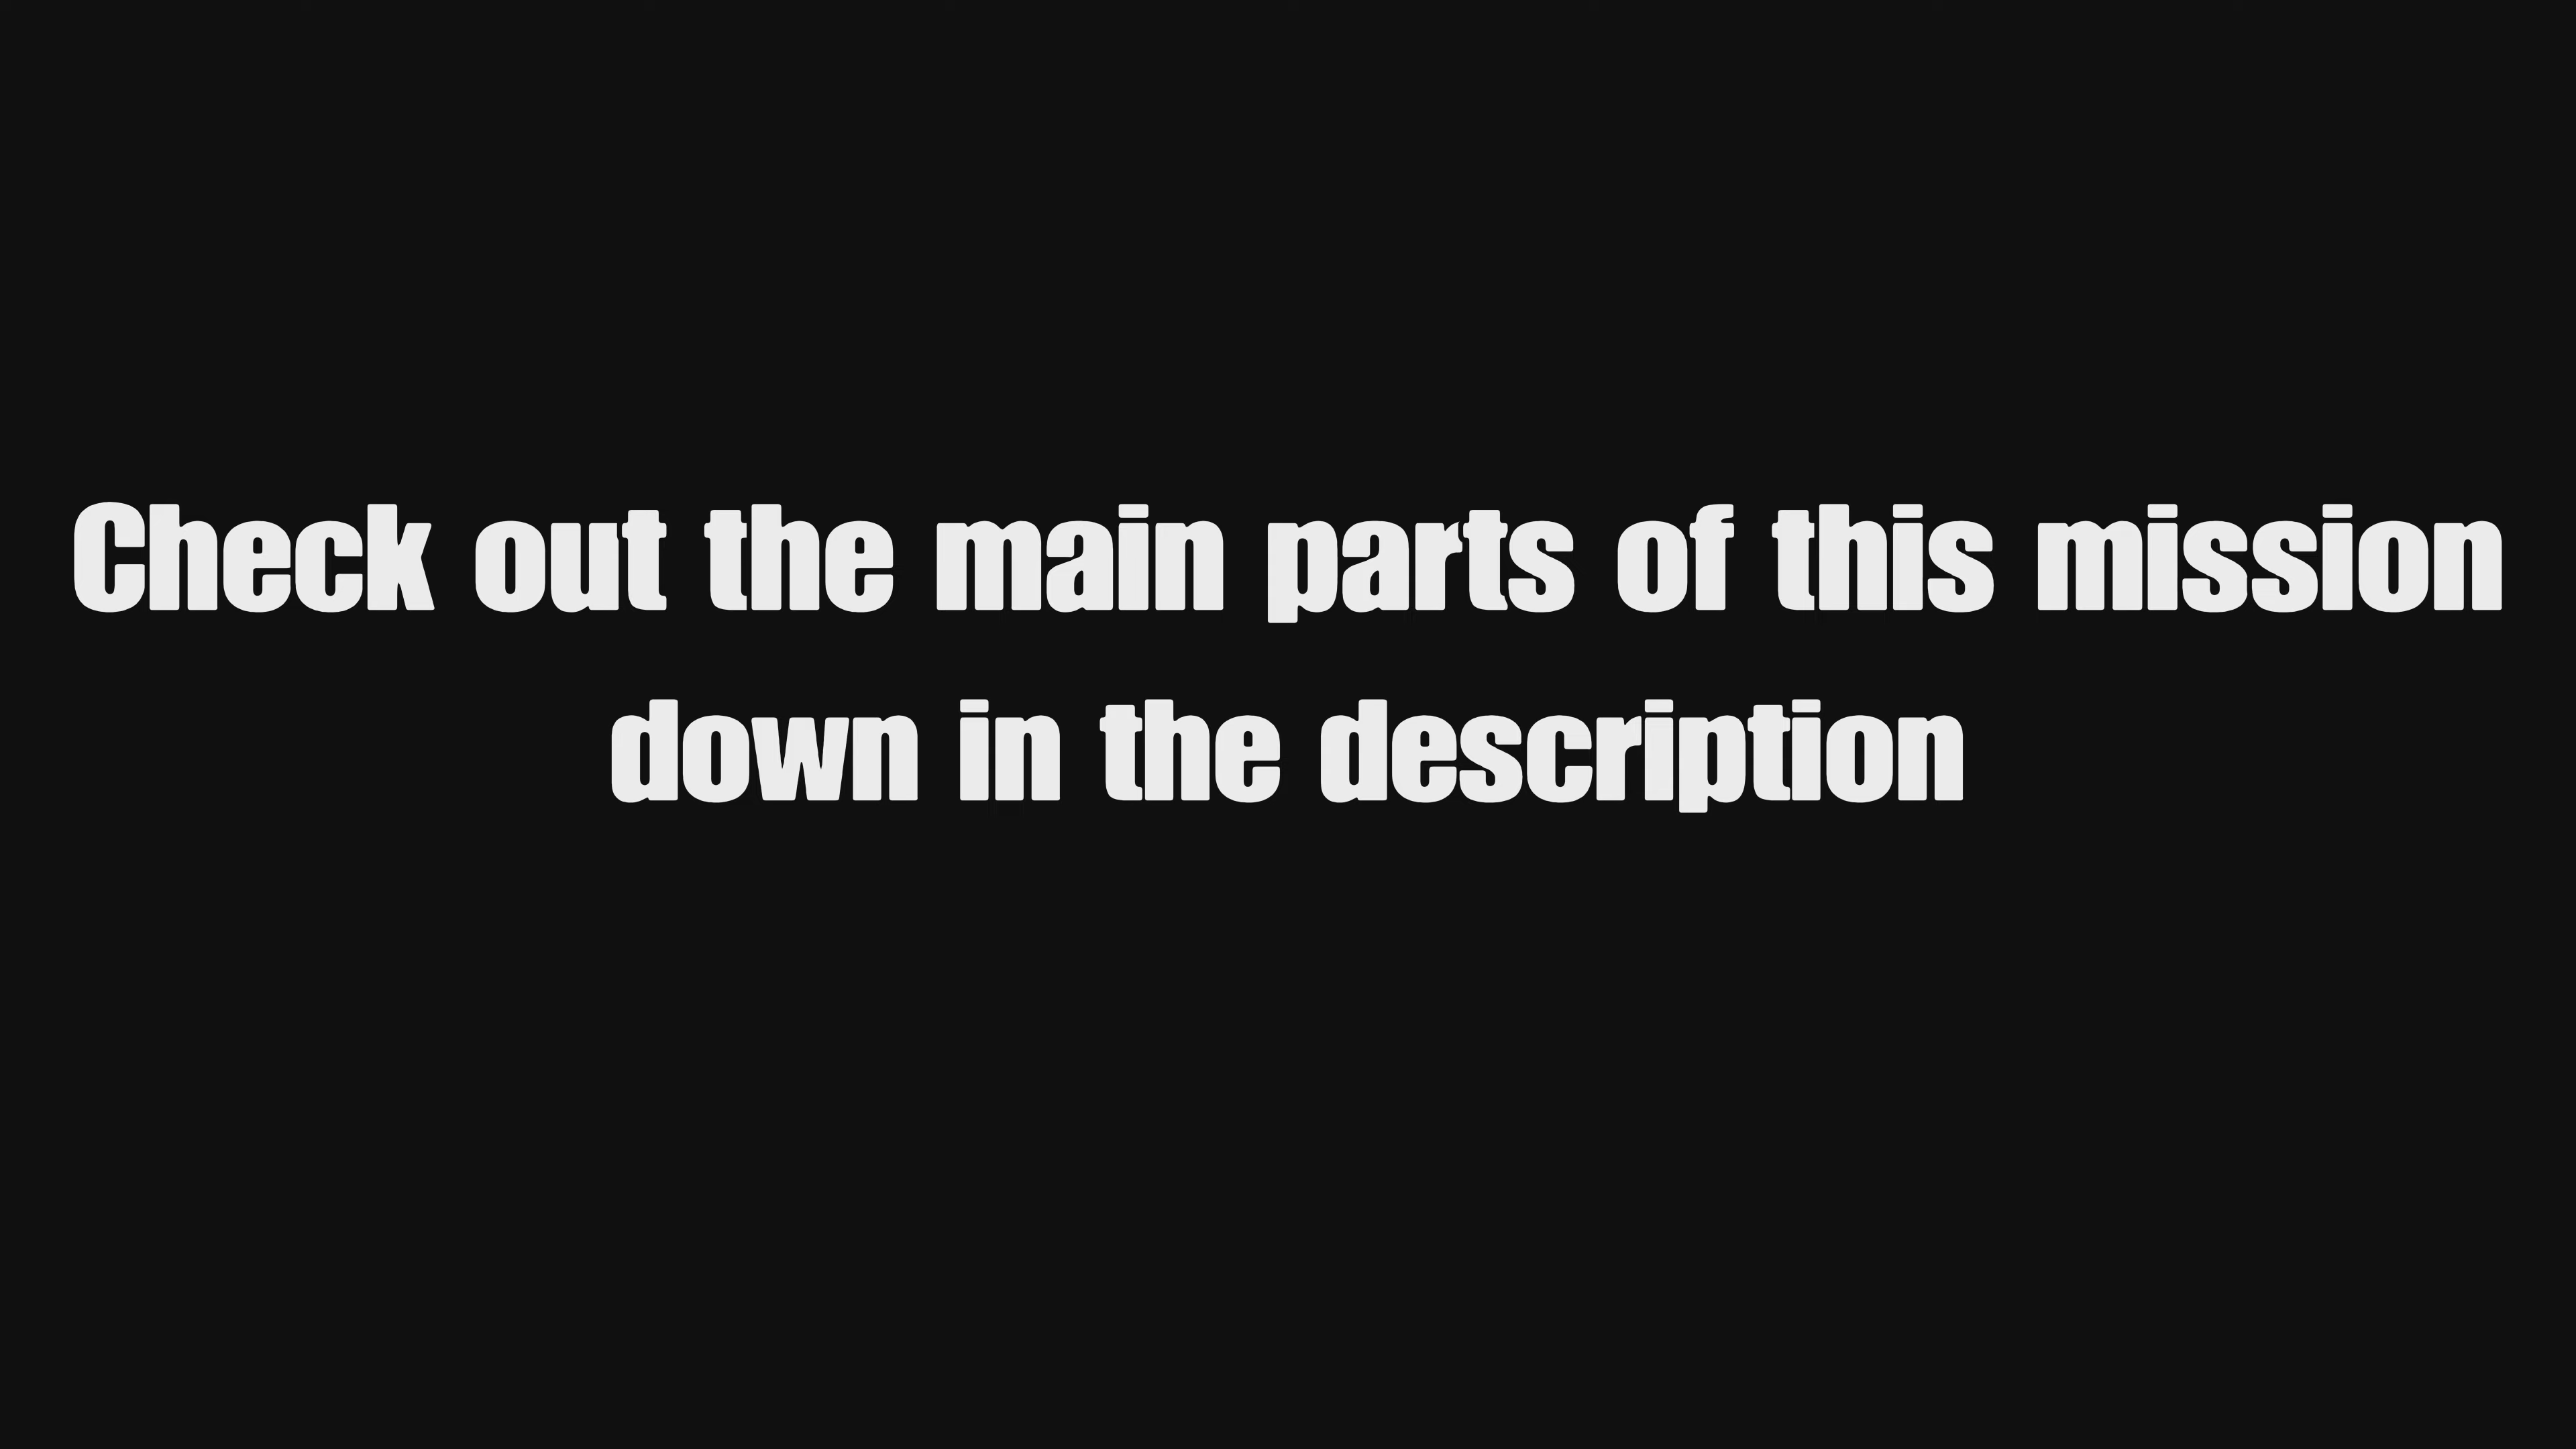 Check out the main parts of this mission
down in the description